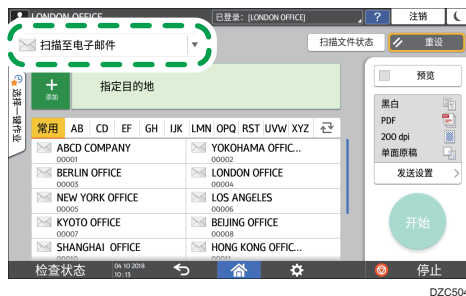 LONDON OFFICE
已登录：[LONDON OFFICE]
?
注销
扫描至电子邮件
扫描文件状态
重设
选择一键作业
添加
指定目的地
预览
常用 AB CD EF GH IJK LMN OPQ RST UVW XYZ
黑白
PDF
200 dpi
单面原稿
发送设置
ABCD COMPANY
00001
YOKOHAMA OFFIC...
00002
BERLIN OFFICE
00003
LONDON OFFICE
00004
NEW YORK OFFICE
00005
LOS ANGELES
00006
KYOTO OFFICE
00007
BEIJING OFFICE
00008
SHANGHAI OFFICE
00010
HONG KONG OFFIC...
00011
开始
检查状态
04 10 2018
10: 13
停止
DZC504